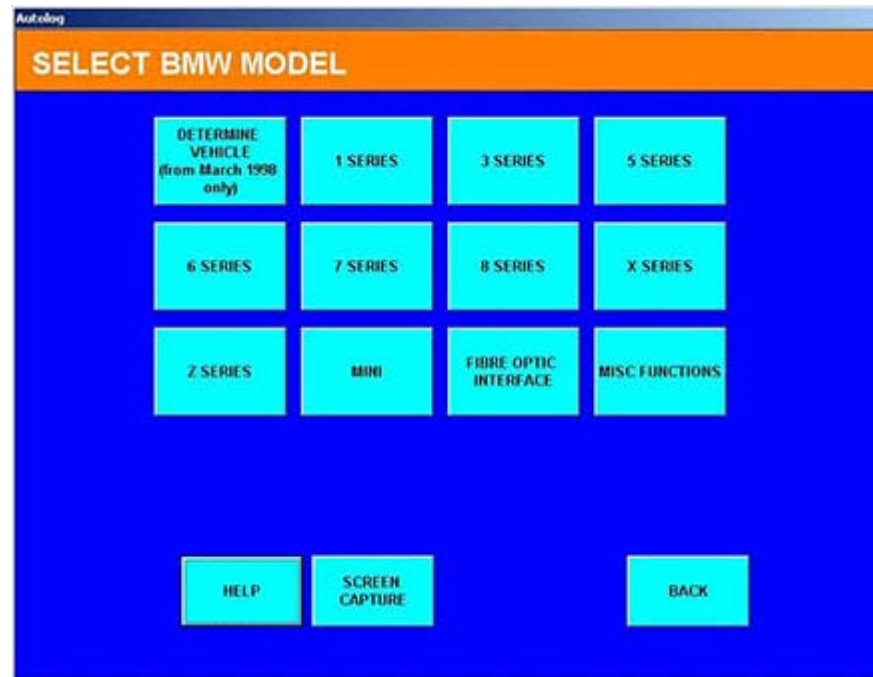 Autolog
SELECT BMW MODEL
DETERMINE
VEHICLE
(from March 1998
only)
1 SERIES
3 SERIES
5 SERIES
6 SERIES
7 SERIES
8 SERIES
X SERIES
Z SERIES
MINI
FIBRE OPTIC
INTERFACE
MISC FUNCTIONS
HELP
SCREEN
CAPTURE
BACK